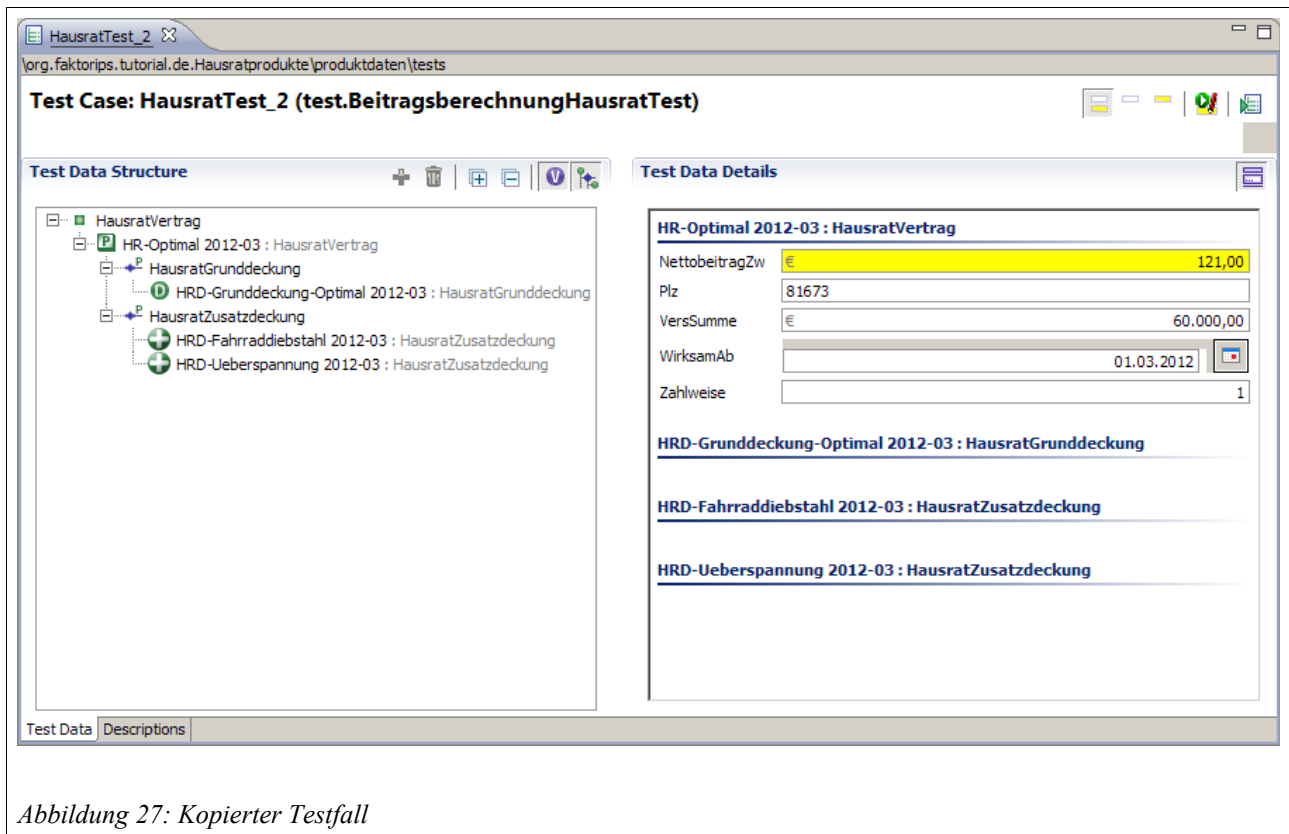 HausratTest_2
\org.faktorips.tutorial.de.Hausratprodukte\produktdaten\tests
Test Case: HausratTest_2 (test.BeitragsberechnungHausratTest)
Test Data Structure
HausratVertrag
HR-Optimal 2012-03 : HausratVertrag
HausratGrunddeckung
HRD-Grunddeckung-Optimal 2012-03 : HausratGrunddeckung
HausratZusatzdeckung
HRD-Fahrraddiebstahl 2012-03 : HausratZusatzdeckung
HRD-Ueberspannung 2012-03 : HausratZusatzdeckung
Test Data Details
HR-Optimal 2012-03 : HausratVertrag
NettobeitragZw € 121,00
Plz 81673
VersSumme € 60.000,00
WirksamAb 01.03.2012
Zahlweise 1
HRD-Grunddeckung-Optimal 2012-03 : HausratGrunddeckung
HRD-Fahrraddiebstahl 2012-03 : HausratZusatzdeckung
HRD-Ueberspannung 2012-03 : HausratZusatzdeckung
Test Data Descriptions
Abbildung 27: Kopierter Testfall